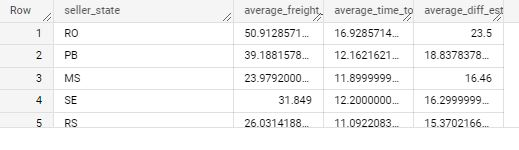 Row seller_state average_freight_ average_time_to average_diff_est
1 RO 50.9128571... 16.9285714... 23.5
2 PB 39.1881578... 12.1621621... 18.8378378...
3 MS 23.9792000... 11.8999999... 16.46
4 SE 31.849 12.2000000... 16.2999999...
5 RS 26.0314188... 11.0922083... 15.3702166...